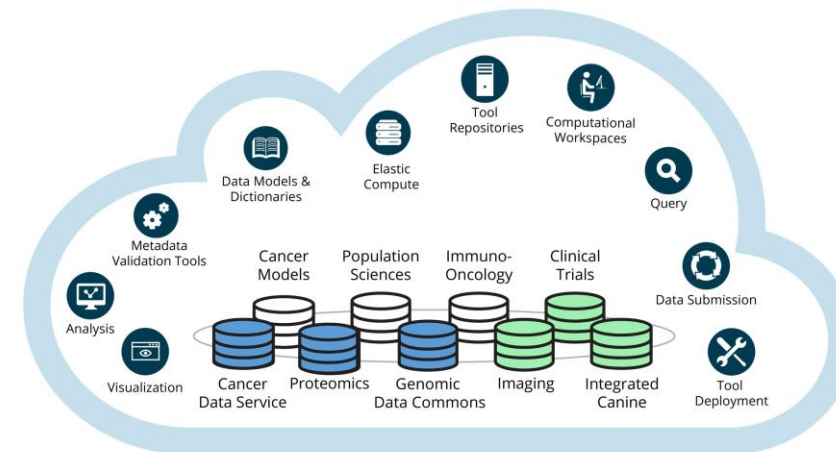 Tool
Repositories
Computational
Workspaces
Elastic
Compute
Data Models &
Dictionaries
Query
Metadata
Validation Tools
Cancer
Models
Population
Sciences
Immuno-
Oncology
Clinical
Trials
Data Submission
Analysis
Visualization
Cancer
Data Service
Proteomics
Genomic
Data Commons
Imaging
Integrated
Canine
Tool
Deployment